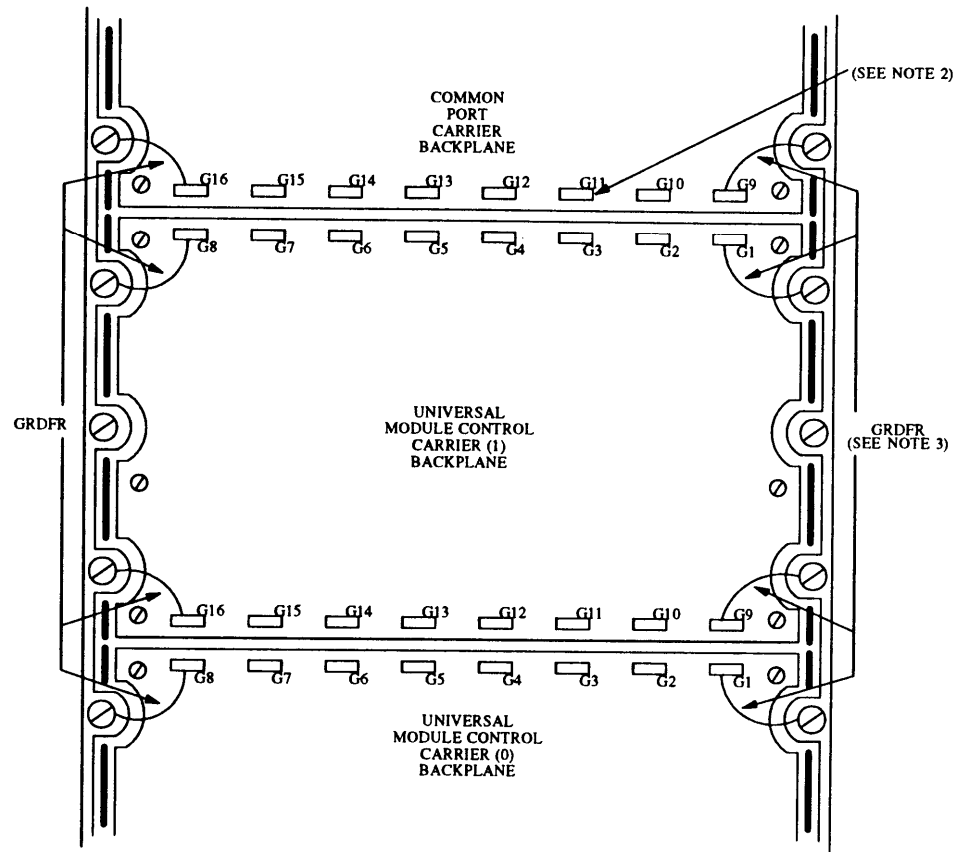 (SEE NOTE 2)
COMMON
PORT
CARRIER
BACKPLANE
G16 G15 G14 G13 G12 G11 G10 G9
G8 G7 G6 G5 G4 G3 G2 G1
GRDFR
UNIVERSAL
MODULE CONTROL
CARRIER (1)
BACKPLANE
GRDFR
(SEE NOTE 3)
G16 G15 G14 G13 G12 G11 G10 G9
G8 G7 G6 G5 G4 G3 G2 G1
UNIVERSAL
MODULE CONTROL
CARRIER (0)
BACKPLANE